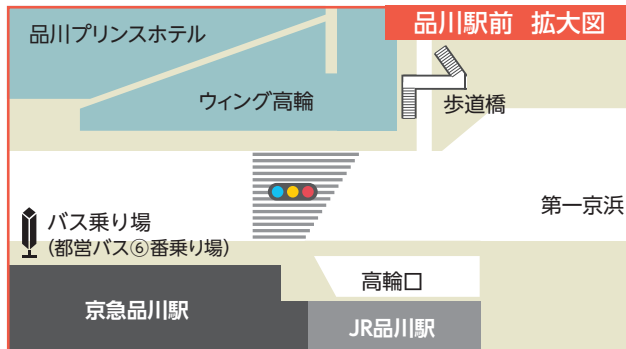 品川駅前 拡大図
品川プリンスホテル
ウィング高輪
歩道橋
第一京浜
バス乗り場
(都営バス⑥番乗り場)
高輪口
京急品川駅
JR品川駅